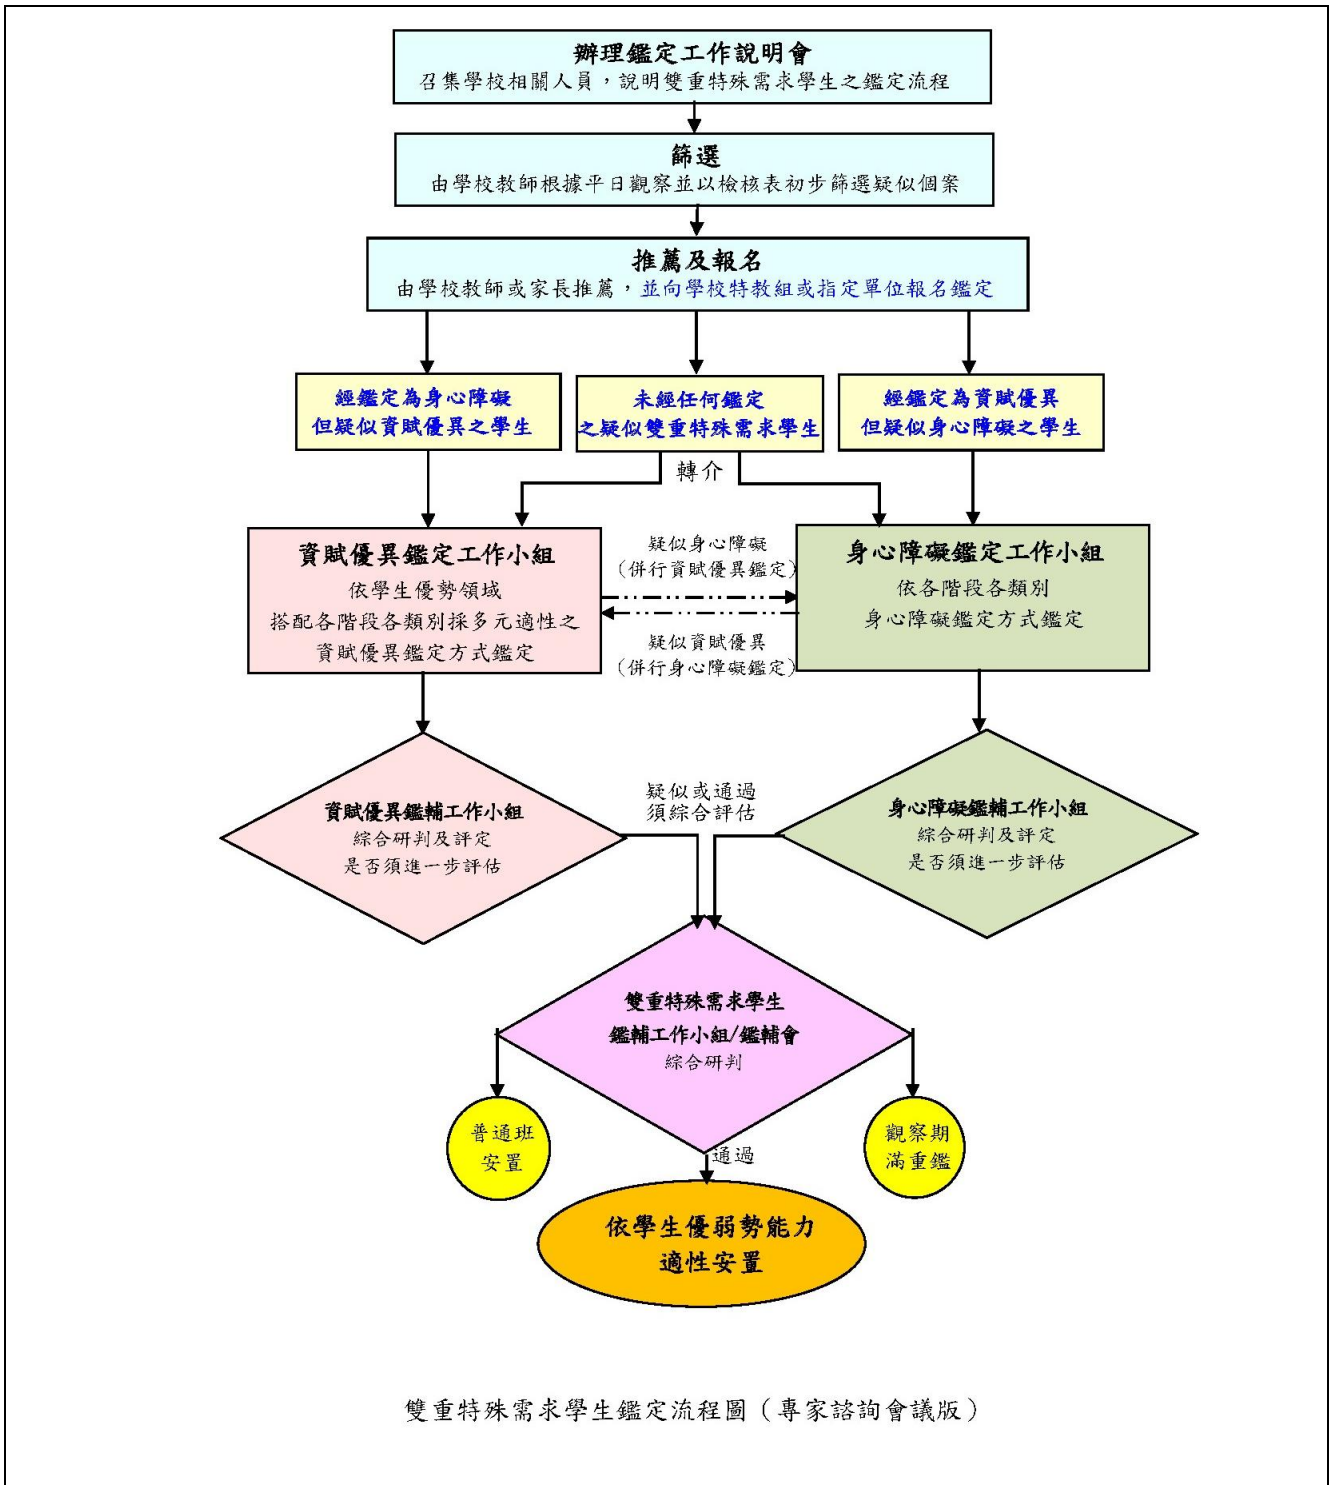 辦理鑑定工作說明會
召集學校相關人員，說明雙重特殊需求學生之鑑定流程
篩選
由學校教師根據平日觀察並以檢核表初步篩選疑似個案
推薦及報名
由學校教師或家長推薦，並向學校特教組或指定單位報名鑑定
經鑑定為身心障礙
但疑似資賦優異之學生
未經任何鑑定
之疑似雙重特殊需求學生
經鑑定為資賦優異
但疑似身心障礙之學生
轉介
資賦優異鑑定工作小組
依學生優勢領域
搭配各階段各類別採多元適性之
資賦優異鑑定方式鑑定
疑似身心障礙
(併行資賦優異鑑定)
疑似資賦優異
(併行身心障礙鑑定)
身心障礙鑑定工作小組
依各階段各類別
身心障礙鑑定方式鑑定
資賦優異鑑輔工作小組
綜合研判及評定
是否須進一步評估
疑似或通過
須綜合評估
身心障礙鑑輔工作小組
綜合研判及評定
是否須進一步評估
雙重特殊需求學生
鑑輔工作小組/鑑輔會
綜合研判
普通班
安置
通過
觀察期
滿重鑑
依學生優弱勢能力
適性安置
雙重特殊需求學生鑑定流程圖（專家諮詢會議版）